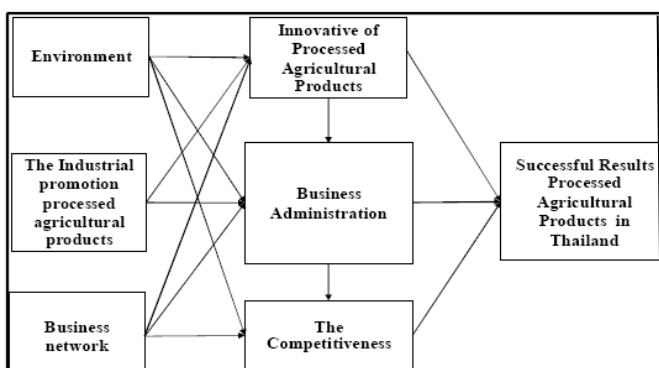 Environment
The Industrial
promotion
processed
agricultural
products
Business
network
Innovative of
Processed
Agricultural
Products
Business
Administration
The
Competitiveness
Successful Results
Processed
Agricultural
Products in
Thailand